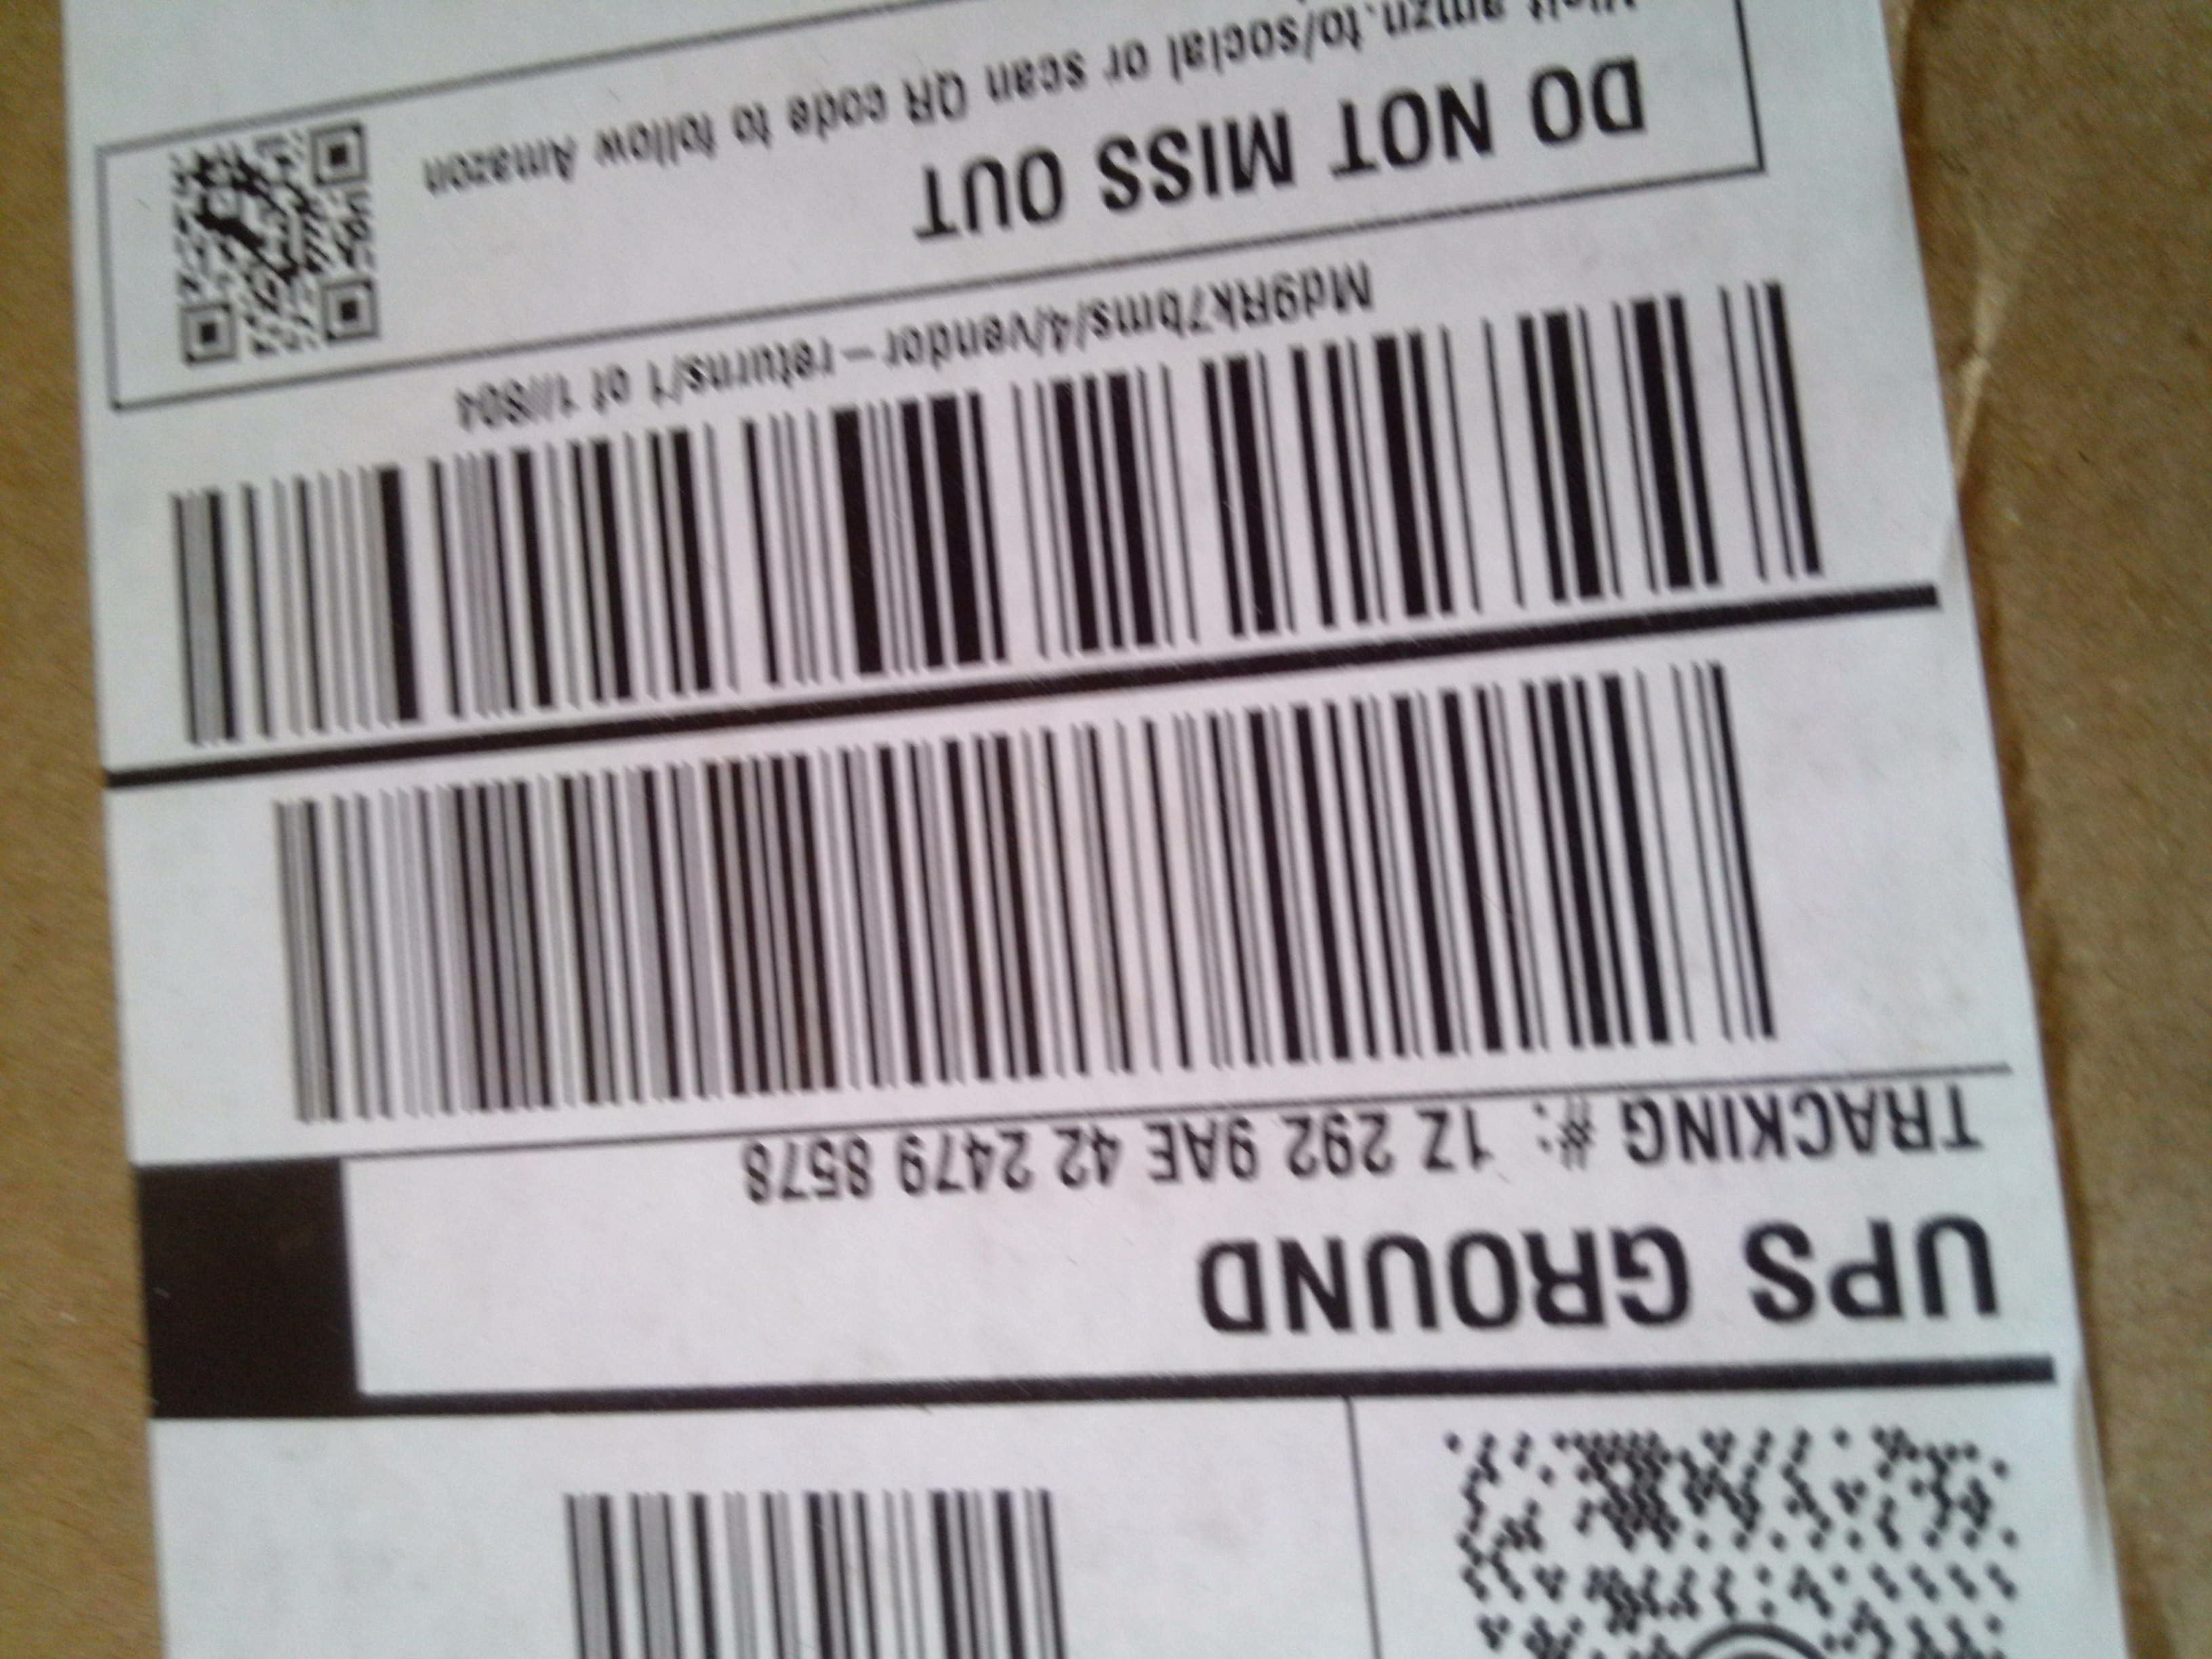 UPS GROUND
TRACKING #: 1Z 292 9AE 42 2479 8578
Md9Rk7bms/4/vendor-returns/1 of 1//804
DO NOT MISS OUT
Visit amzn.to/social or scan QR code to follow Amazon